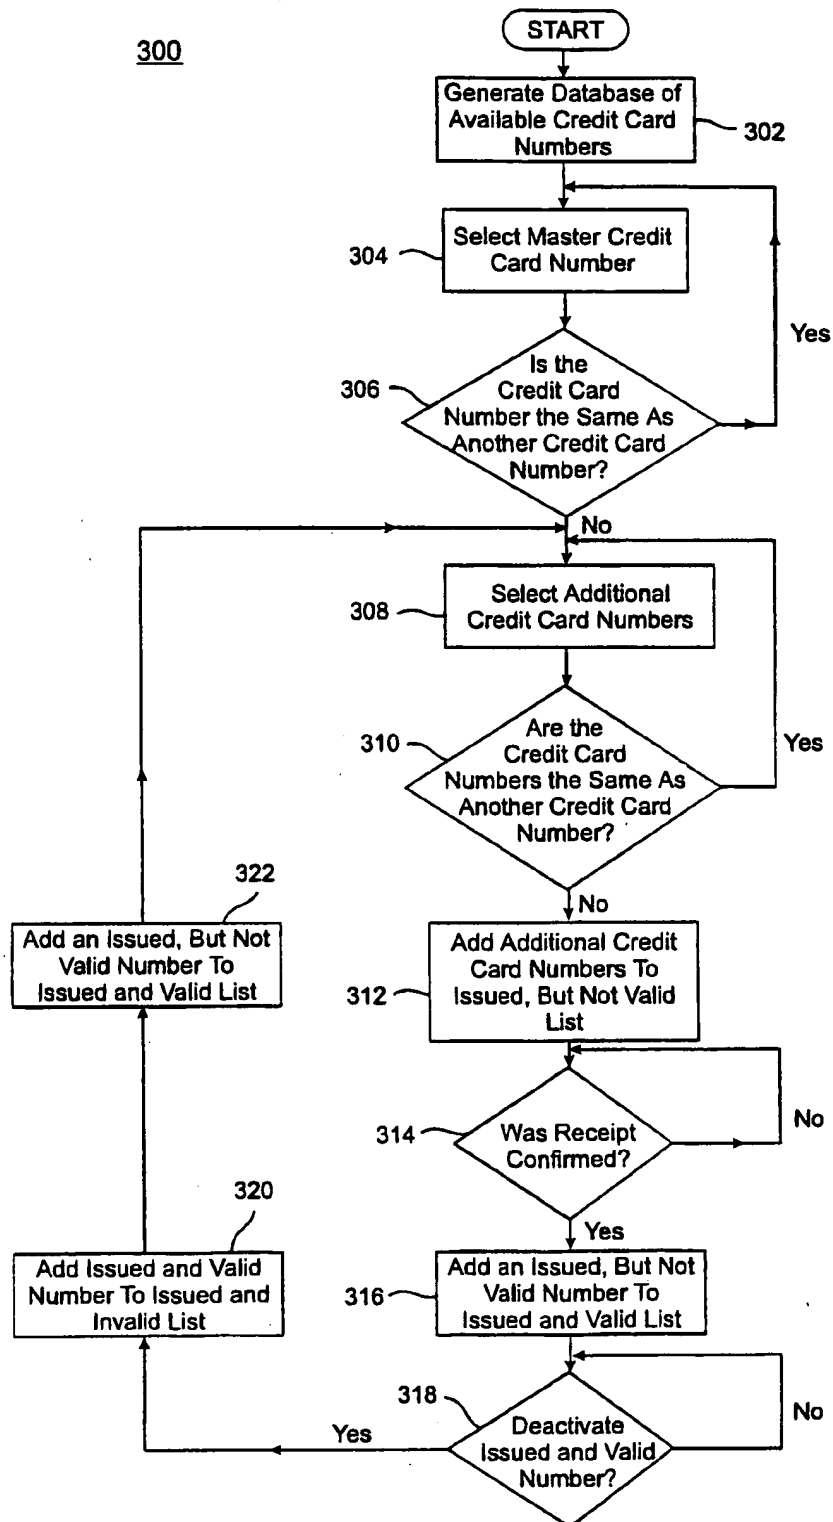 300
START
Generate Database of
Available Credit Card
Numbers
302
Select Master Credit
Card Number
304
Yes
Is the
Credit Card
Number the Same As
Another Credit Card
Number?
306
No
Select Additional
Credit Card Numbers
308
Yes
Are the
Credit Card
Numbers the Same As
Another Credit Card
Number?
310
No
Add Additional Credit
Card Numbers To
Issued, But Not Valid
List
312
Was Receipt
Confirmed?
314
No
Yes
Add an Issued, But Not
Valid Number To
Issued and Valid List
316
Deactivate
Issued and Valid
Number?
318
No
Yes
Add Issued and Valid
Number To Issued and
Invalid List
320
Add an Issued, But Not
Valid Number To
Issued and Valid List
322